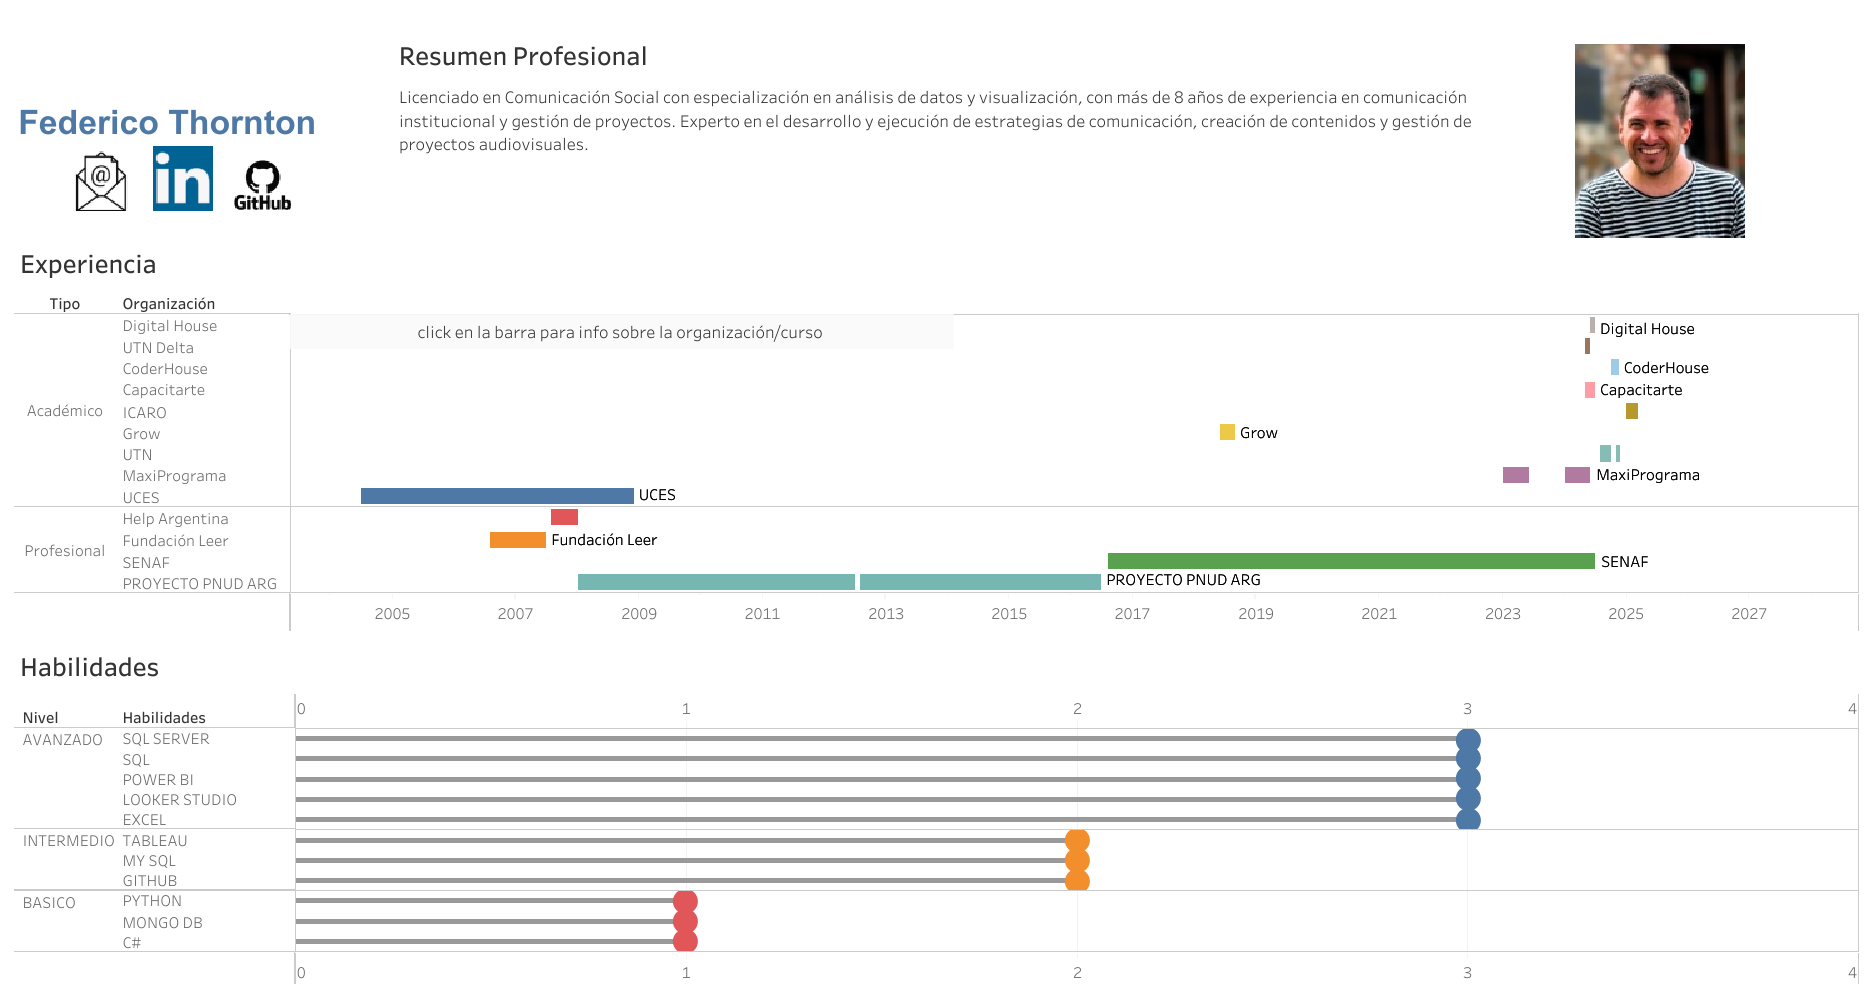 Resumen Profesional
Licenciado en Comunicación Social con especialización en análisis de datos y visualización, con más de 8 años de experiencia en comunicación
institucional y gestión de proyectos. Experto en el desarrollo y ejecución de estrategias de comunicación, creación de contenidos y gestión de
proyectos audiovisuales.
Federico Thornton
@
in
GitHub
Experiencia
Tipo Organización
click en la barra para info sobre la organización/curso
Académico
Digital House Digital House
UTN Delta
CoderHouse CoderHouse
Capacitarte Capacitarte
ICARO
Grow Grow
UTN
MaxiPrograma MaxiPrograma
UCES UCES
Profesional
Help Argentina
Fundación Leer Fundación Leer
SENAF SENAF
PROYECTO PNUD ARG PROYECTO PNUD ARG
2005 2007 2009 2011 2013 2015 2017 2019 2021 2023 2025 2027
Habilidades
0 1 2 3 4
Nivel Habilidades
AVANZADO SQL SERVER
SQL
POWER BI
LOOKER STUDIO
EXCEL
INTERMEDIO TABLEAU
MY SQL
GITHUB
BASICO PYTHON
MONGO DB
C#
0 1 2 3 4